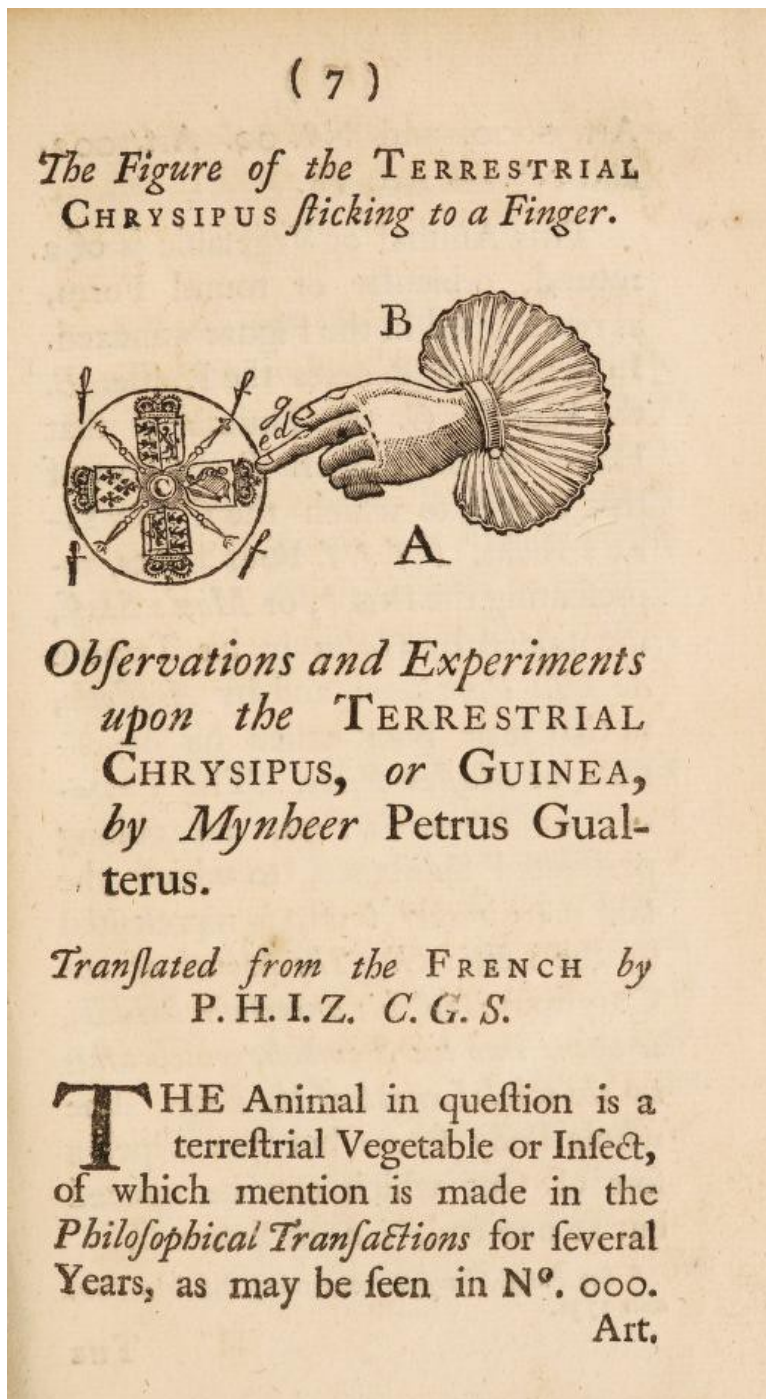 ( 7 )
The Figure of the TERRESTRIAL
CHRYSIPUS ſticking to a Finger.
B
f f
g
e d
C
f f
A
Obſervations and Experiments
upon the TERRESTRIAL
CHRYSIPUS, or GUINEA,
by Mynheer Petrus Gual-
terus.
Tranſlated from the FRENCH by
P. H. I. Z. C. G. S.
THE Animal in queſtion is a
terreſtrial Vegetable or Inſect,
of which mention is made in the
Philoſophical Tranſactions for ſeveral
Years, as may be ſeen in Nº. 000.
Art.